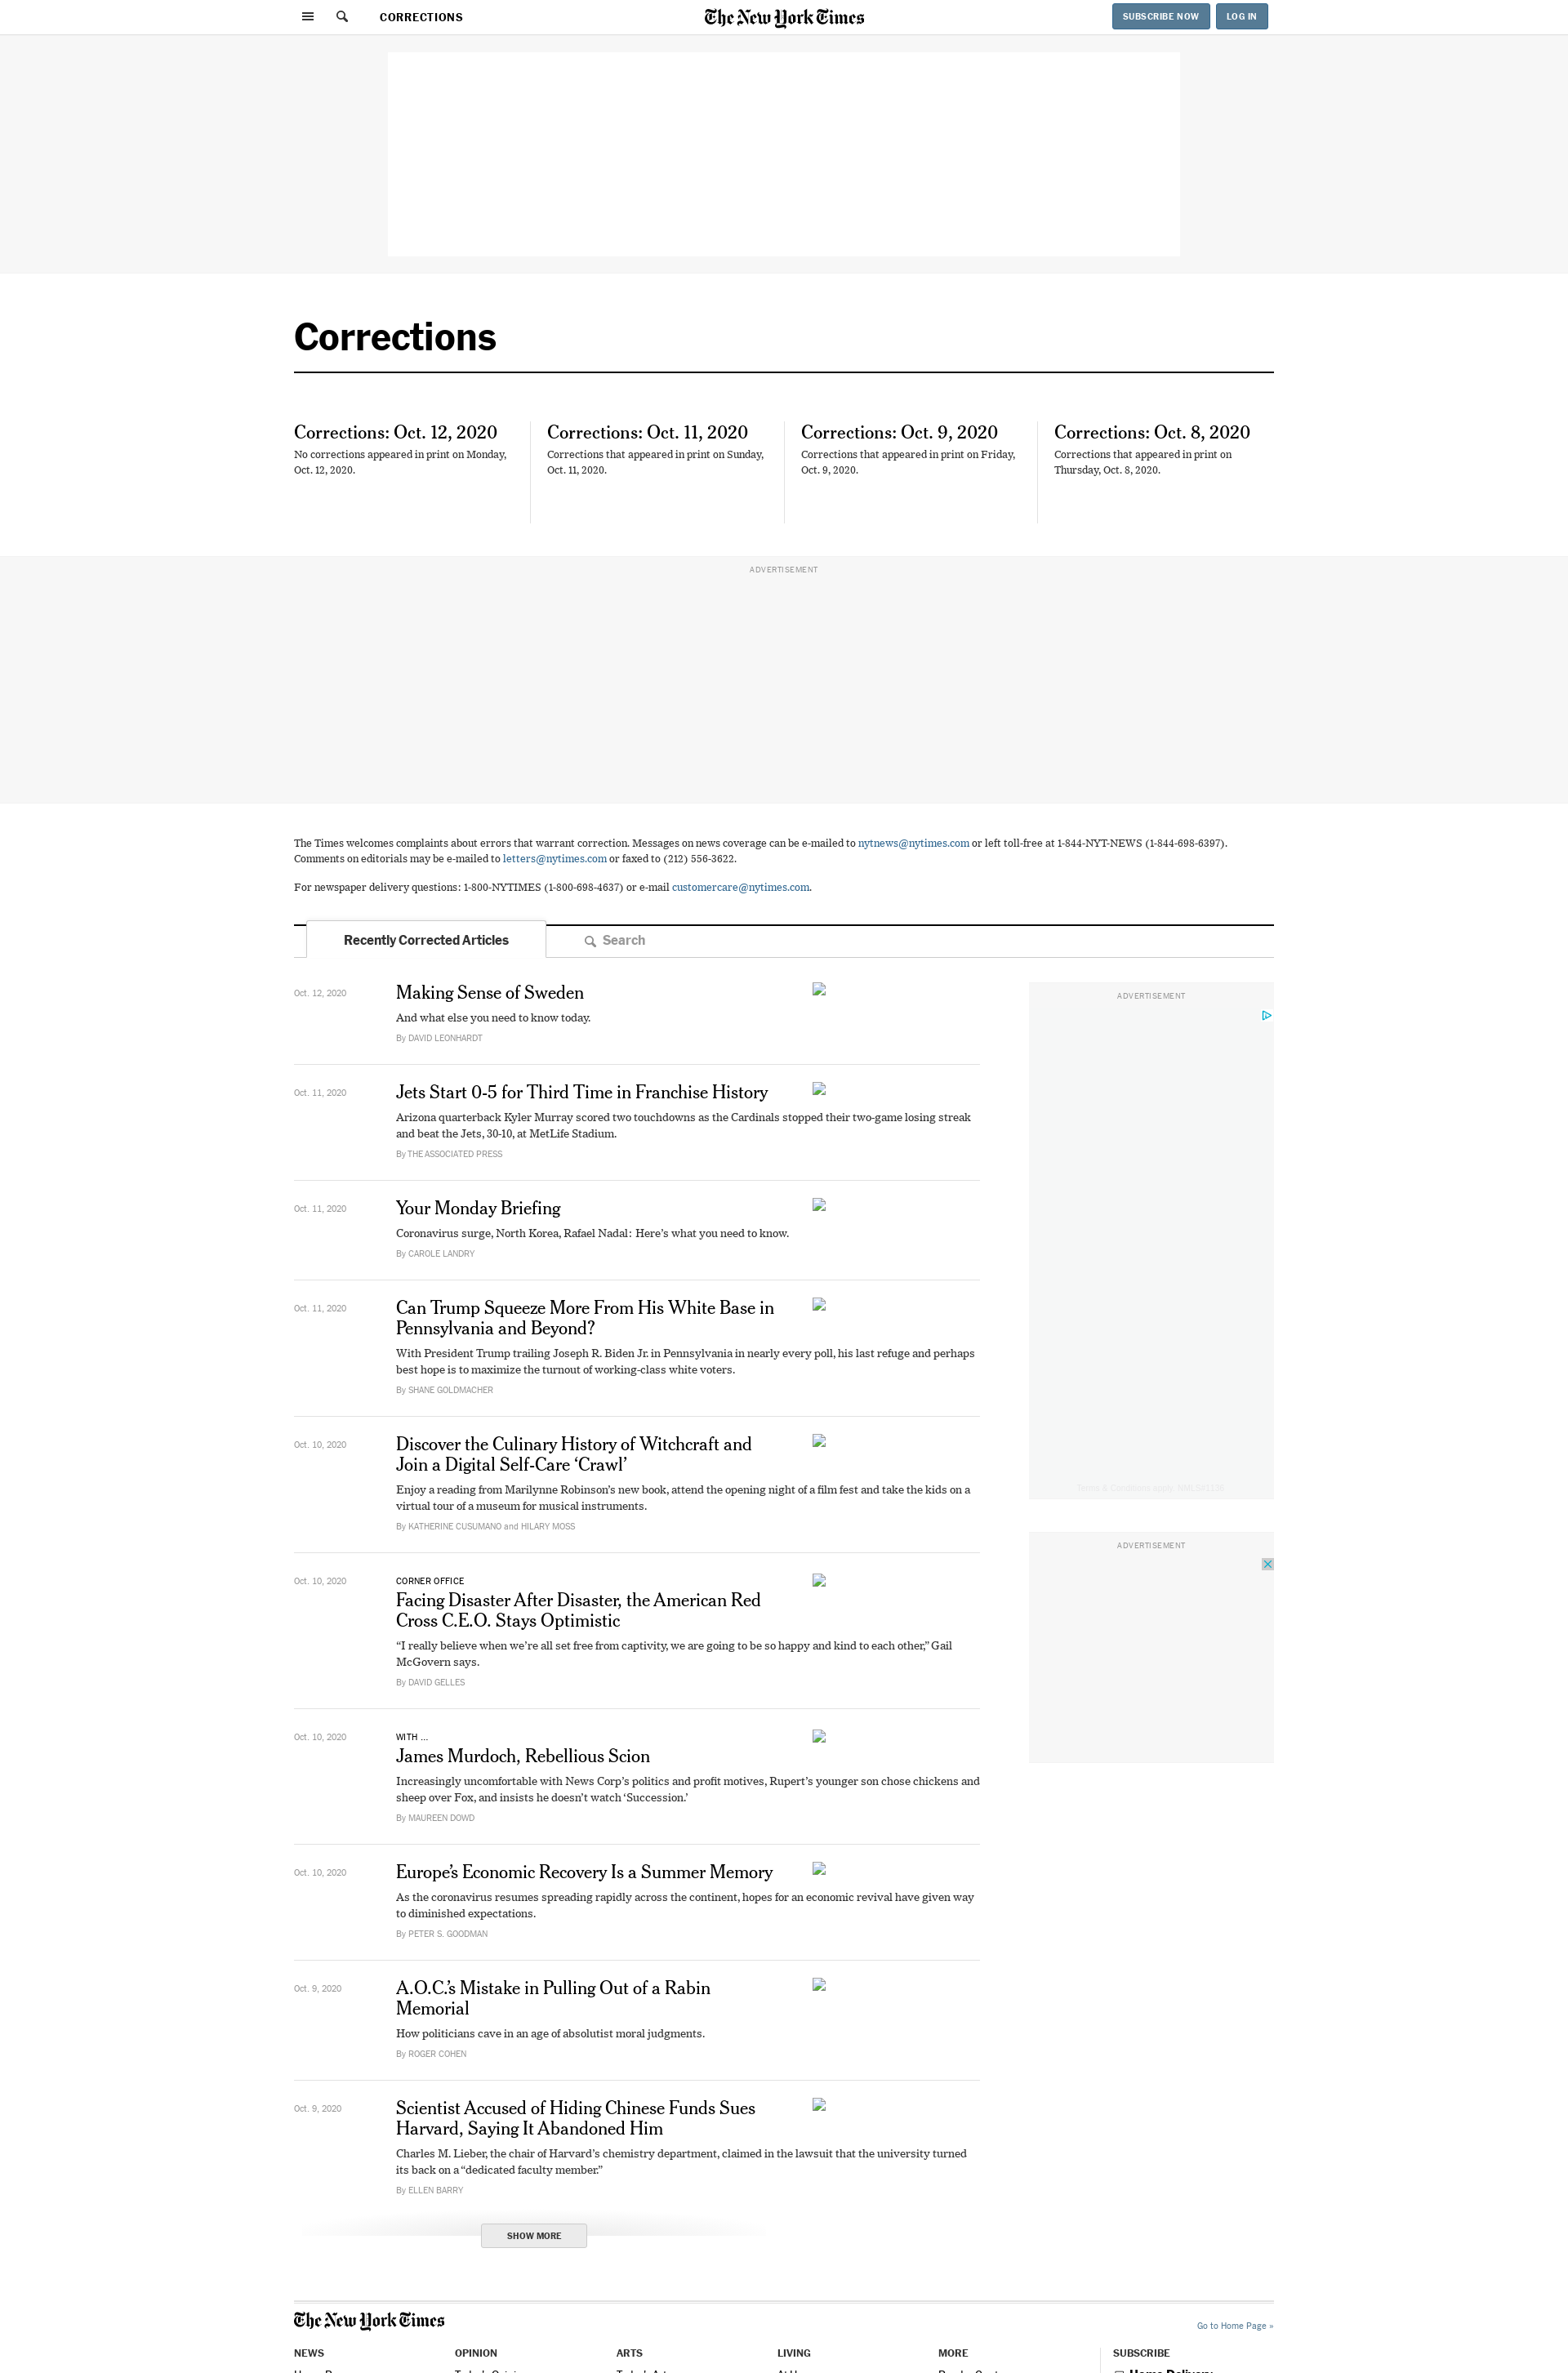 CORRECTIONS
The New York Times
SUBSCRIBE NOW
LOG IN
Corrections
Corrections: Oct. 12, 2020
No corrections appeared in print on Monday,
Oct. 12, 2020.
Corrections: Oct. 11, 2020
Corrections that appeared in print on Sunday,
Oct. 11, 2020.
Corrections: Oct. 9, 2020
Corrections that appeared in print on Friday,
Oct. 9, 2020.
Corrections: Oct. 8, 2020
Corrections that appeared in print on
Thursday, Oct. 8, 2020.
ADVERTISEMENT
The Times welcomes complaints about errors that warrant correction. Messages on news coverage can be e-mailed to nytnews@nytimes.com or left toll-free at 1-844-NYT-NEWS (1-844-698-6397).
Comments on editorials may be e-mailed to letters@nytimes.com or faxed to (212) 556-3622.
For newspaper delivery questions: 1-800-NYTIMES (1-800-698-4637) or e-mail customercare@nytimes.com.
Recently Corrected Articles
Search
Oct. 12, 2020
Making Sense of Sweden
And what else you need to know today.
By DAVID LEONHARDT
Oct. 11, 2020
Jets Start 0-5 for Third Time in Franchise History
Arizona quarterback Kyler Murray scored two touchdowns as the Cardinals stopped their two-game losing streak
and beat the Jets, 30-10, at MetLife Stadium.
By THE ASSOCIATED PRESS
Oct. 11, 2020
Your Monday Briefing
Coronavirus surge, North Korea, Rafael Nadal: Here’s what you need to know.
By CAROLE LANDRY
Oct. 11, 2020
Can Trump Squeeze More From His White Base in
Pennsylvania and Beyond?
With President Trump trailing Joseph R. Biden Jr. in Pennsylvania in nearly every poll, his last refuge and perhaps
best hope is to maximize the turnout of working-class white voters.
By SHANE GOLDMACHER
Oct. 10, 2020
Discover the Culinary History of Witchcraft and
Join a Digital Self-Care ‘Crawl’
Enjoy a reading from Marilynne Robinson’s new book, attend the opening night of a film fest and take the kids on a
virtual tour of a museum for musical instruments.
By KATHERINE CUSUMANO and HILARY MOSS
Oct. 10, 2020
CORNER OFFICE
Facing Disaster After Disaster, the American Red
Cross C.E.O. Stays Optimistic
“I really believe when we’re all set free from captivity, we are going to be so happy and kind to each other,” Gail
McGovern says.
By DAVID GELLES
Oct. 10, 2020
WITH ...
James Murdoch, Rebellious Scion
Increasingly uncomfortable with News Corp’s politics and profit motives, Rupert’s younger son chose chickens and
sheep over Fox, and insists he doesn’t watch ‘Succession.’
By MAUREEN DOWD
Oct. 10, 2020
Europe’s Economic Recovery Is a Summer Memory
As the coronavirus resumes spreading rapidly across the continent, hopes for an economic revival have given way
to diminished expectations.
By PETER S. GOODMAN
Oct. 9, 2020
A.O.C.’s Mistake in Pulling Out of a Rabin
Memorial
How politicians cave in an age of absolutist moral judgments.
By ROGER COHEN
Oct. 9, 2020
Scientist Accused of Hiding Chinese Funds Sues
Harvard, Saying It Abandoned Him
Charles M. Lieber, the chair of Harvard’s chemistry department, claimed in the lawsuit that the university turned
its back on a “dedicated faculty member.”
By ELLEN BARRY
SHOW MORE
ADVERTISEMENT
ADVERTISEMENT
The New York Times
Go to Home Page »
NEWS
OPINION
ARTS
LIVING
MORE
SUBSCRIBE
Home Delivery